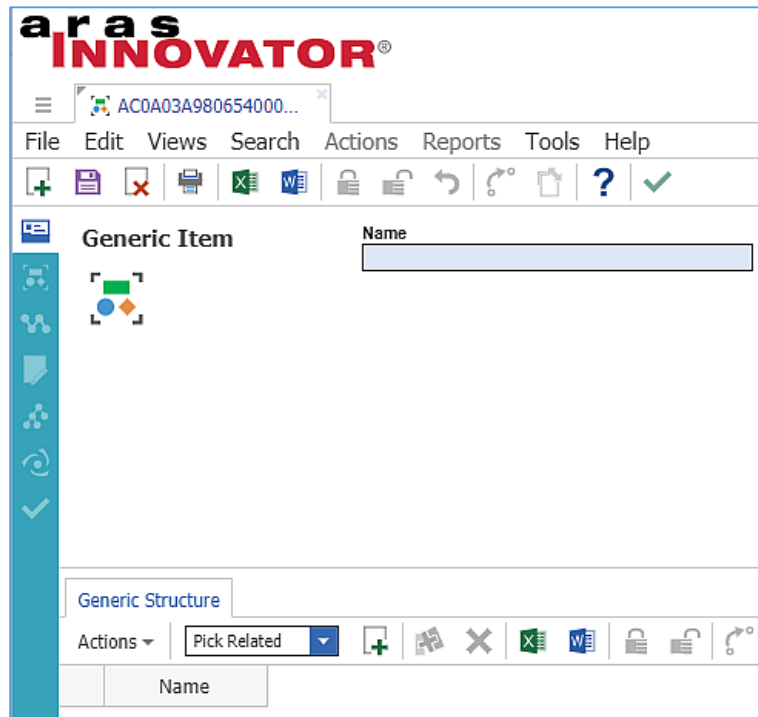 aras
INNOVATOR®
AC0A03A980654000...
File Edit Views Search Actions Reports Tools Help
?
Generic Item
Name
Generic Structure
Actions Pick Related
Name